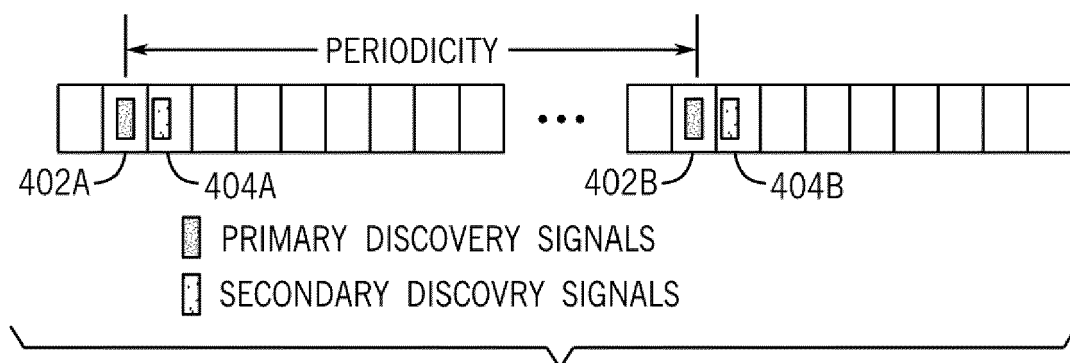 PERIODICITY
402A
404A
402B
404B
PRIMARY DISCOVERY SIGNALS
SECONDARY DISCOVRY SIGNALS